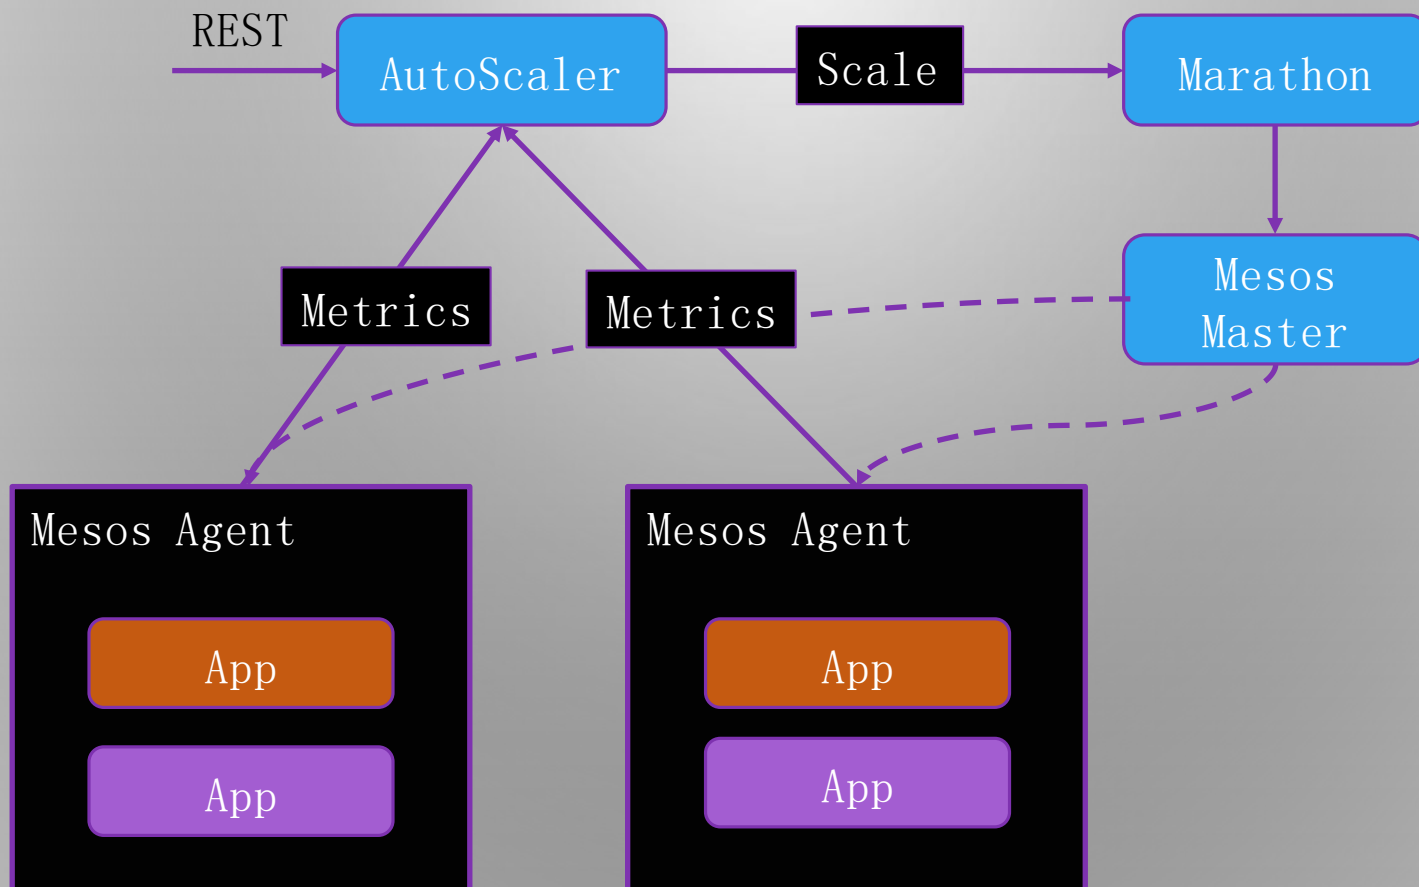 REST
AutoScaler
Scale
Marathon
Metrics
Metrics
Mesos
Master
Mesos Agent
App
App
Mesos Agent
App
App